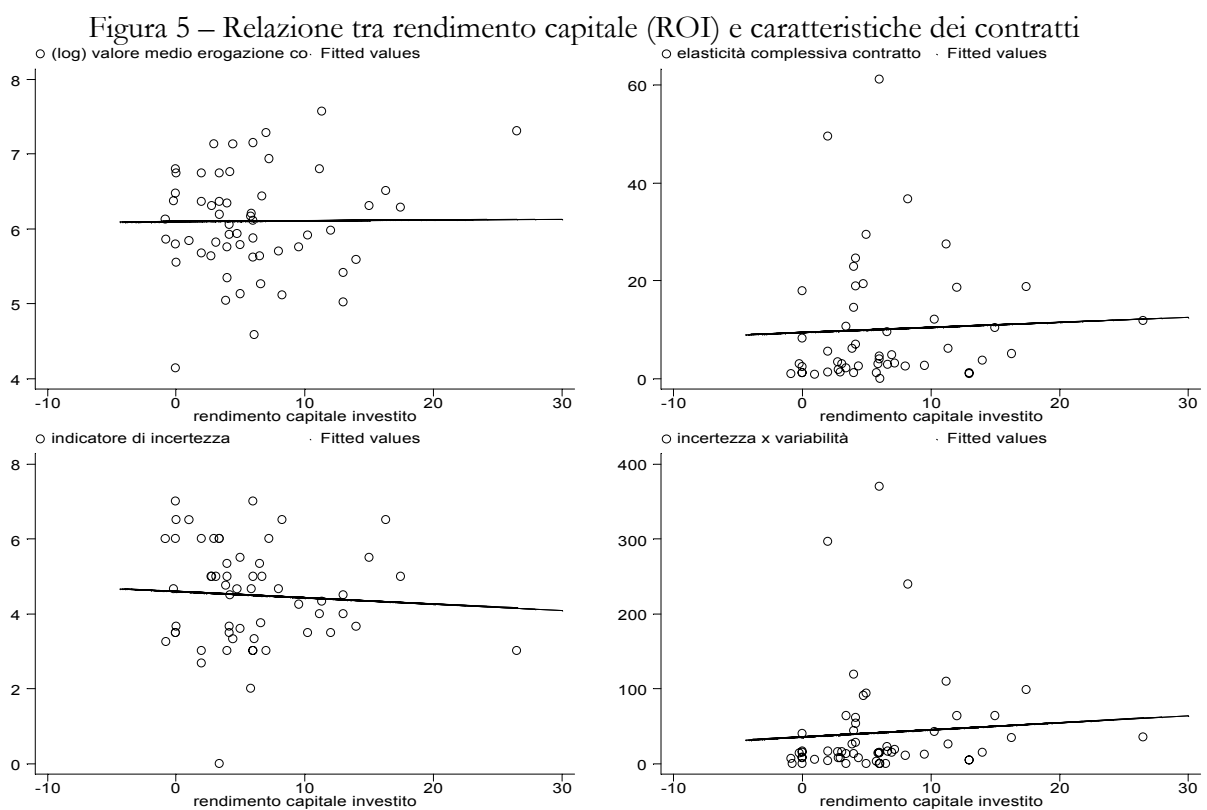 Figura 5 – Relazione tra rendimento capitale (ROI) e caratteristiche dei contratti
(log) valore medio erogazione co· Fitted values
8
7
6
5
4
-10 0 10 20 30
rendimento capitale investito
elasticità complessiva contratto · Fitted values
60
40
20
0
-10 0 10 20 30
rendimento capitale investito
indicatore di incertezza · Fitted values
8
6
4
2
0
-10 0 10 20 30
rendimento capitale investito
incertezza x variabilità · Fitted values
400
300
200
100
0
-10 0 10 20 30
rendimento capitale investito